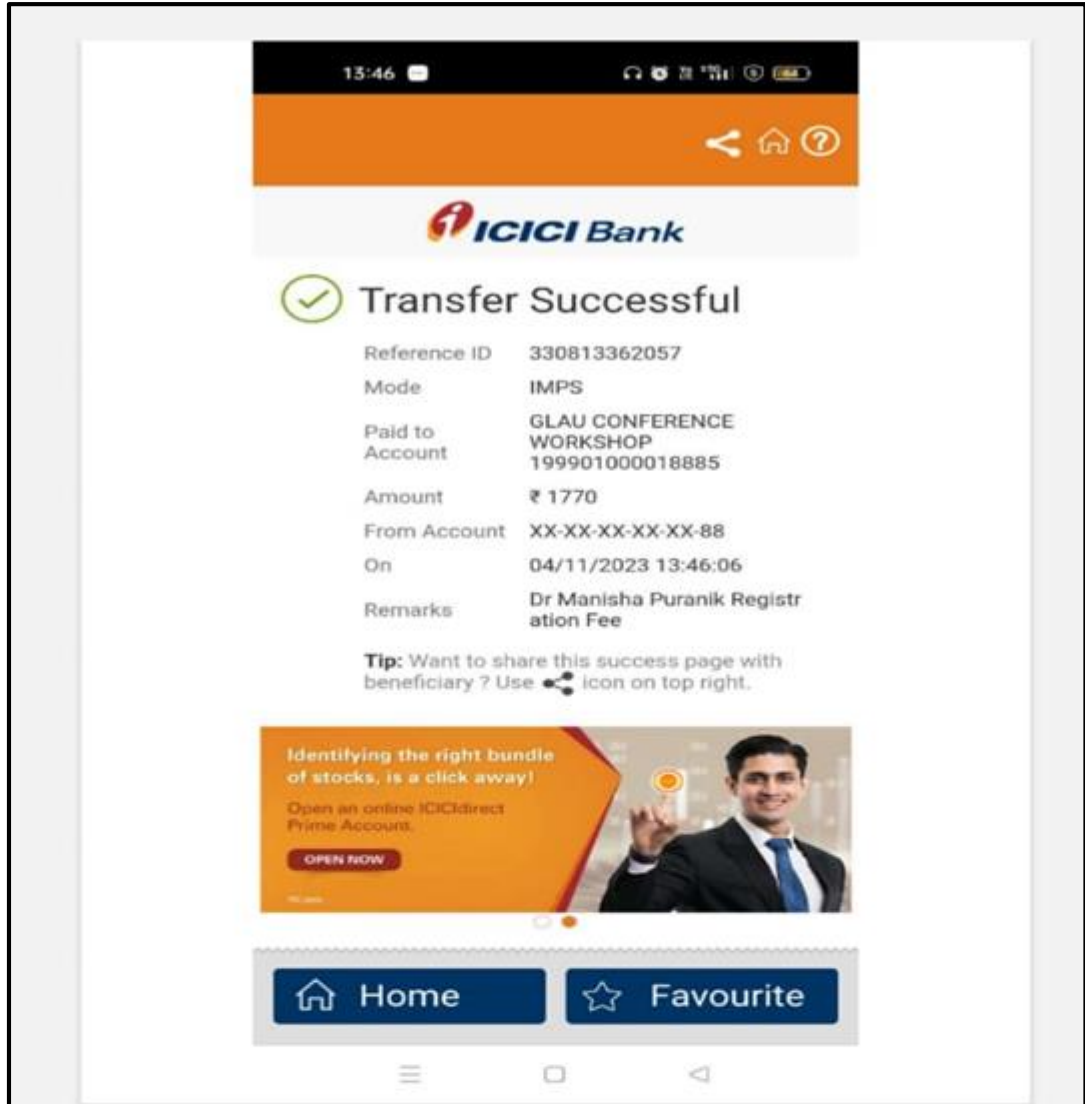 13:46
ICICI Bank
Transfer Successful
Reference ID 330813362057
Mode IMPS
Paid to Account GLAU CONFERENCE
WORKSHOP
199901000018885
Amount ₹ 1770
From Account XX-XX-XX-XX-XX-88
On 04/11/2023 13:46:06
Remarks Dr Manisha Puranik Registr
ation Fee
Tip: Want to share this success page with
beneficiary ? Use icon on top right.
Identifying the right bundle
of stocks, is a click away!
Open an online ICICIdirect
Prime Account.
OPEN NOW
Home
Favourite